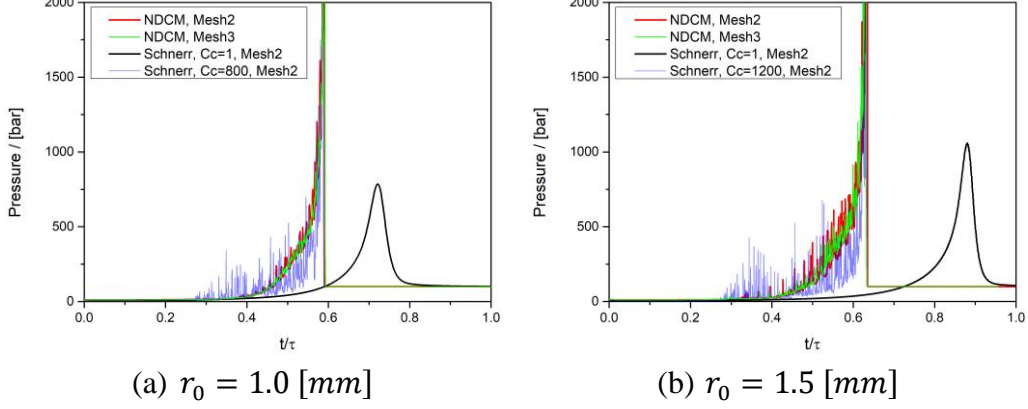 2000
1500
1000
500
0
Pressure / [bar]
NDCM, Mesh2
NDCM, Mesh3
Schnerr, Cc=1, Mesh2
Schnerr, Cc=800, Mesh2
0.0 0.2 0.4 0.6 0.8 1.0
t/τ
(a) r₀ = 1.0 [mm]
2000
1500
1000
500
0
Pressure / [bar]
NDCM, Mesh2
NDCM, Mesh3
Schnerr, Cc=1, Mesh2
Schnerr, Cc=1200, Mesh2
0.0 0.2 0.4 0.6 0.8 1.0
t/τ
(b) r₀ = 1.5 [mm]